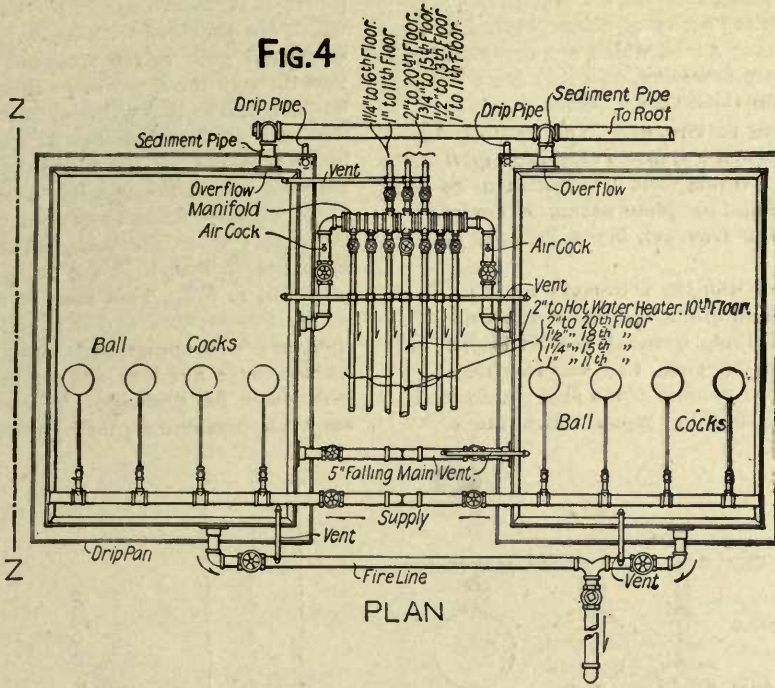 FIG.4
1¼" to 16th Floor.
1" to 11th Floor.
2" to 20th Floor.
1¾" to 15th Floor.
1½" to 13th Floor
1" to 11th Floor.
Drip Pipe
Drip Pipe
Sediment Pipe
To Roof
Sediment Pipe
Z
Overflow
Vent
Overflow
Manifold
Air Cock
Air Cock
Vent
2" to Hot Water Heater. 10th Floor.
2" to 20th Floor
1½" " 18th "
1¼" " 15th "
1" " 11th "
Ball Cocks
Ball Cocks
5" Falling Main Vent
Supply
Z
Drip Pan
Vent
Fire Line
Vent
PLAN